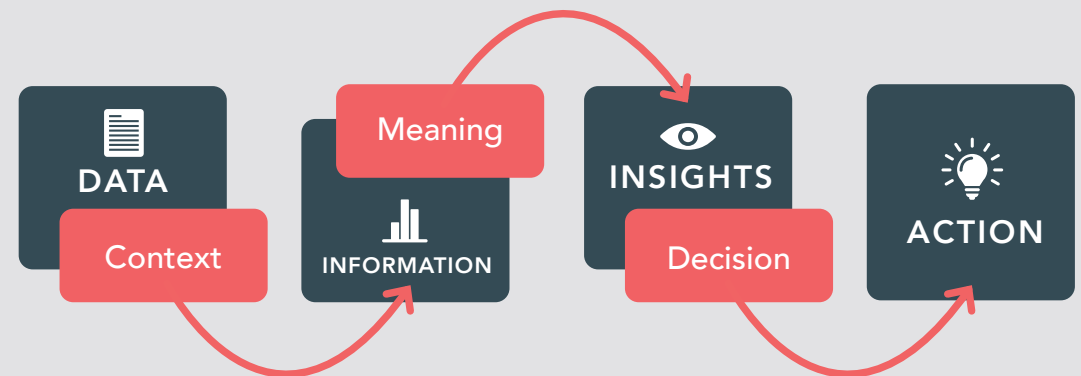 DATA
Context
Meaning
INFORMATION
INSIGHTS
Decision
ACTION